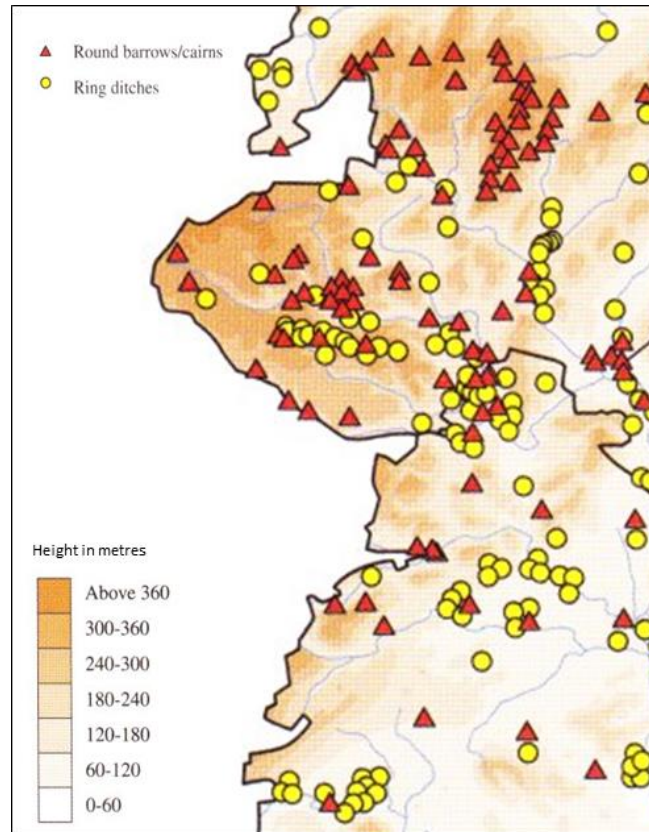 Round barrows/cairns
Ring ditches
Height in metres
Above 360
300-360
240-300
180-240
120-180
60-120
0-60